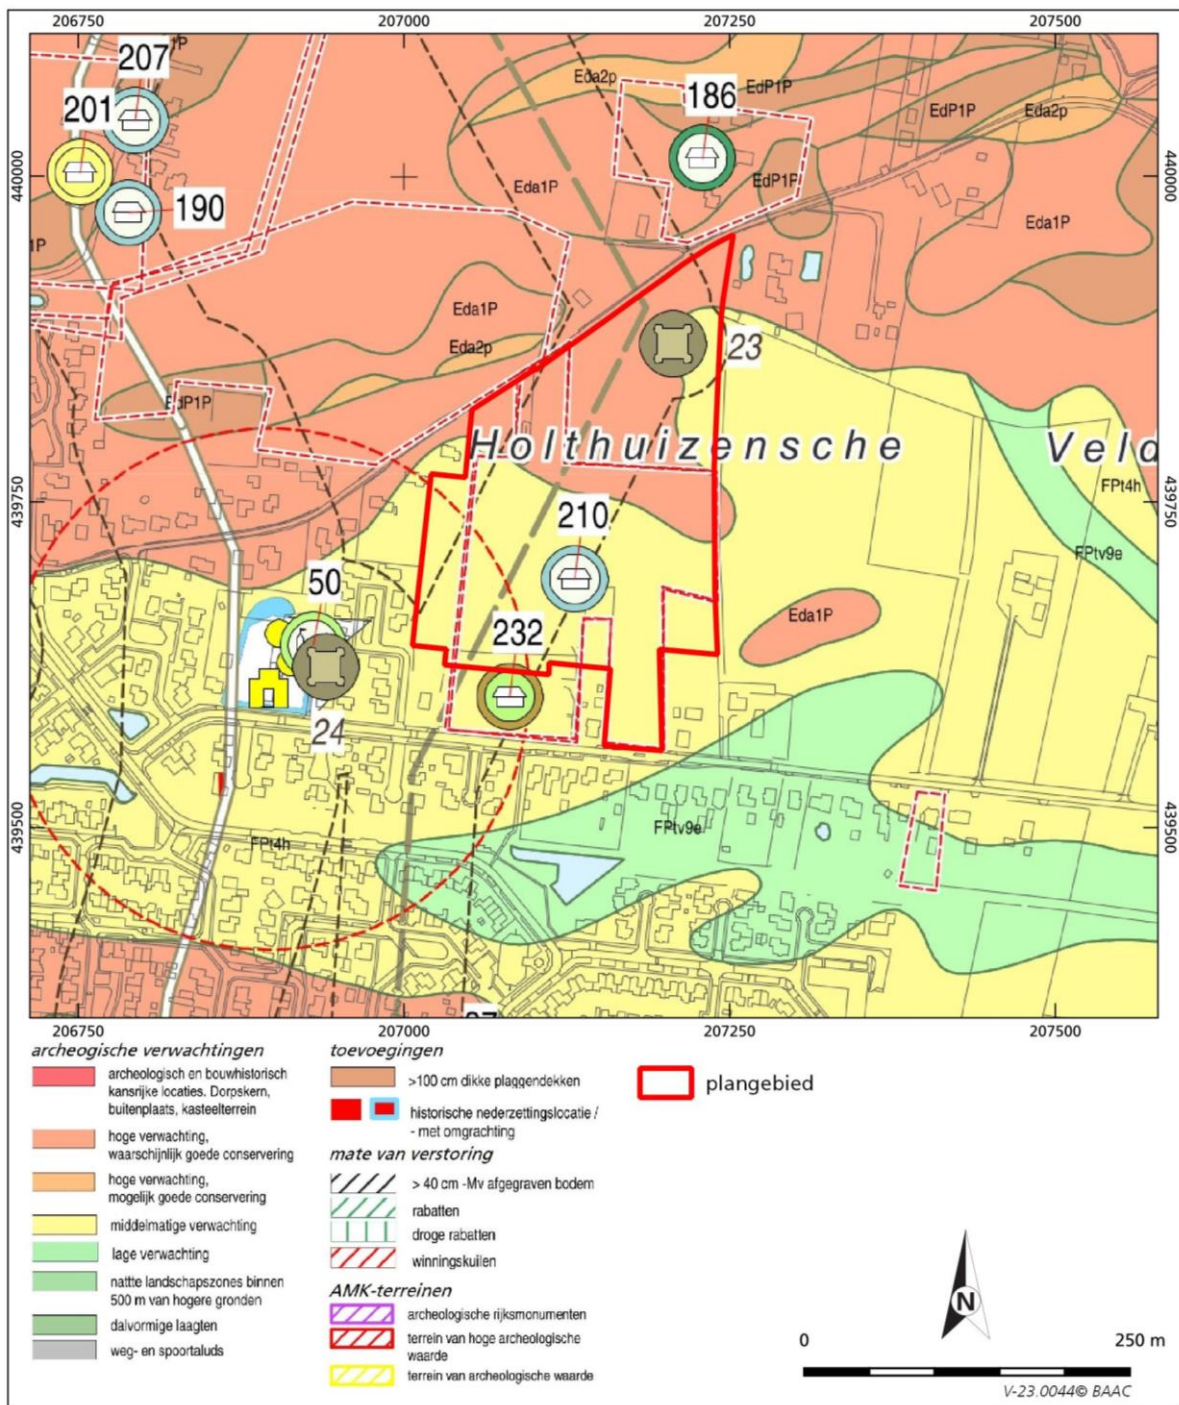 206750
207000
207250
207500
207
1P
201
Eda2p
186
EdP1P
EdP1P
Eda2p
440000
440000
190
Eda1P
EdP1P
Eda1P
1P
Eda1P
Eda2p
23
EdP1P
Holthuizensche Veld
FPt4h
439750
439750
210
FPtv9e
50
232
Eda1P
24
439500
439500
FPtv9e
FPt4h
206750
207000
207250
207500
archeogische verwachtingen
archeologisch en bouwhistorisch
kansrijke locaties. Dorpskern,
buitenplaats, kasteelterrein
hoge verwachting,
waarschijnlijk goede conservering
hoge verwachting,
mogelijk goede conservering
middelmatige verwachting
lage verwachting
nattte landschapszones binnen
500 m van hogere gronden
dalvormige laagten
weg- en spoortaluds
toevoegingen
>100 cm dikke plaggendekken
historische nederzettingslocatie /
- met omgrachting
mate van verstoring
> 40 cm -Mv afgegraven bodem
rabatten
droge rabatten
winningskuilen
AMK-terreinen
archeologische rijksmonumenten
terrein van hoge archeologische
waarde
terrein van archeologische waarde
plangebied
N
0
250 m
V-23.0044© BAAC